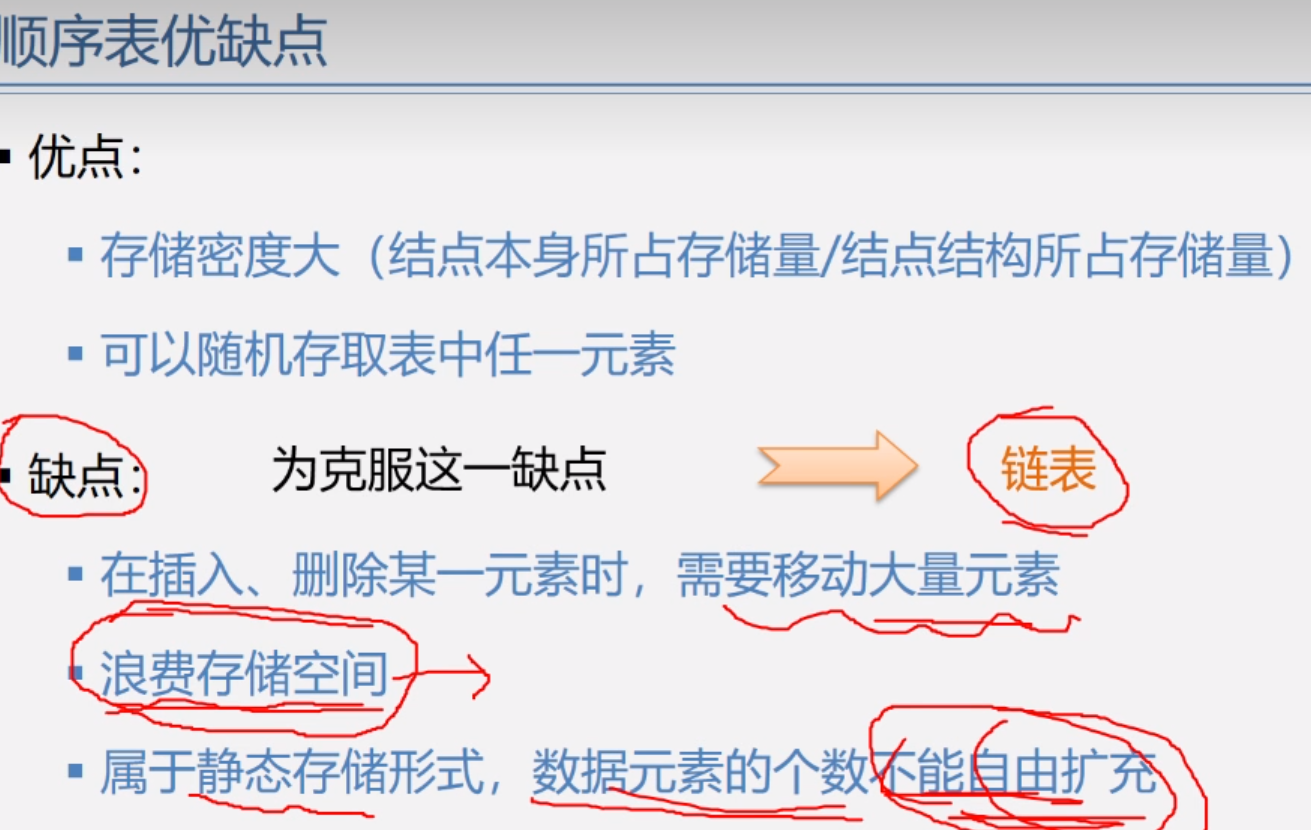 顺序表优缺点
优点：
存储密度大（结点本身所占存储量/结点结构所占存储量）
可以随机存取表中任一元素
缺点： 为克服这一缺点 链表
在插入、删除某一元素时，需要移动大量元素
浪费存储空间
属于静态存储形式，数据元素的个数不能自由扩充